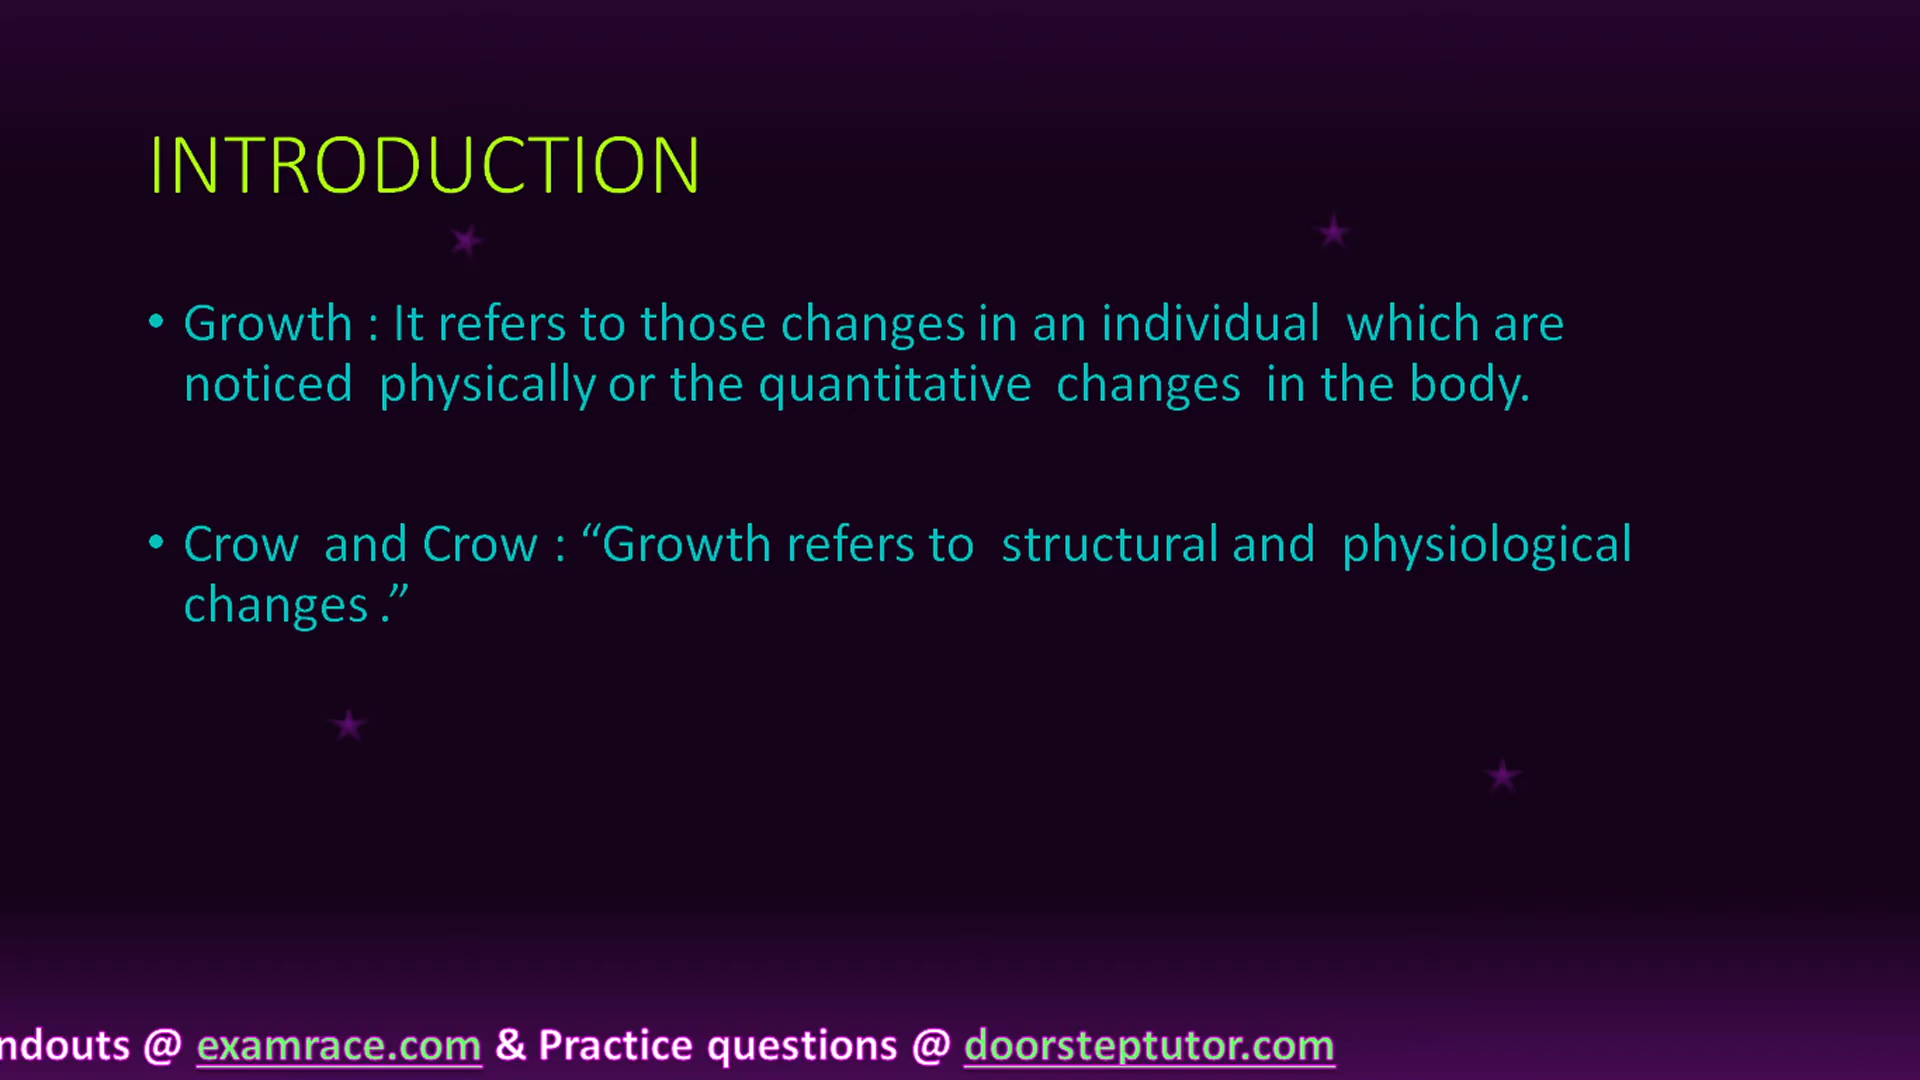 INTRODUCTION
• Growth : It refers to those changes in an individual which are
noticed physically or the quantitative changes in the body.
• Crow and Crow : “Growth refers to structural and physiological
changes .”
ndouts @ examrace.com & Practice questions @ doorsteptutor.com